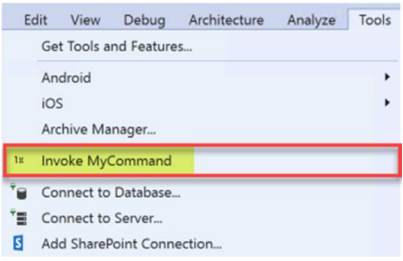 Edit View Debug Architecture Analyze Tools
Get Tools and Features...
Android
iOS
Archive Manager...
1x Invoke MyCommand
Connect to Database...
Connect to Server...
Add SharePoint Connection...